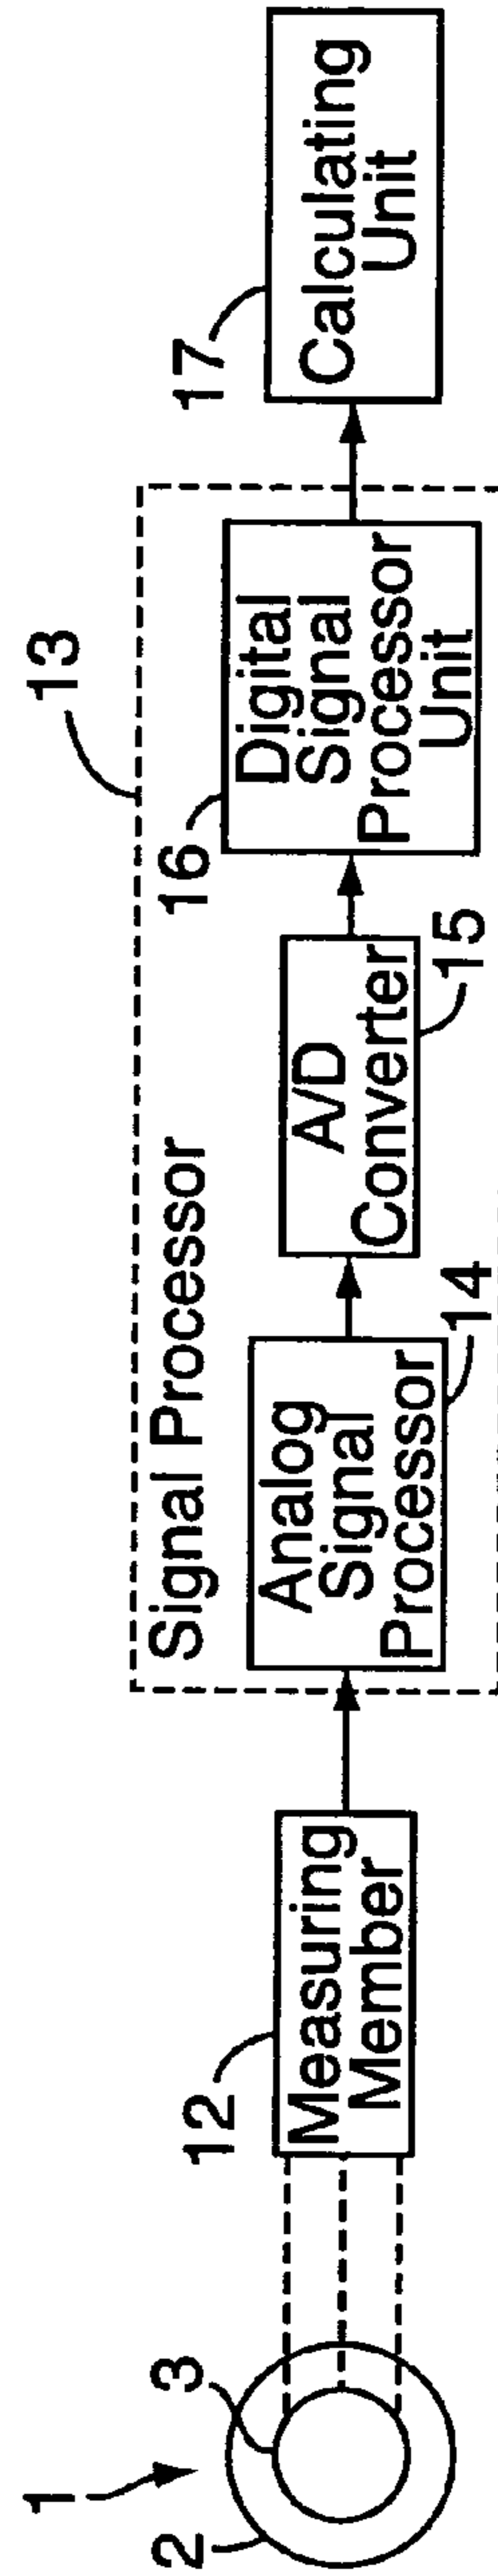 1
2
3
12
Measuring
Member
13
Signal Processor
Analog
Signal
Processor
14
A/D
Converter
15
16
Digital
Signal
Processor
Unit
17
Calculating
Unit